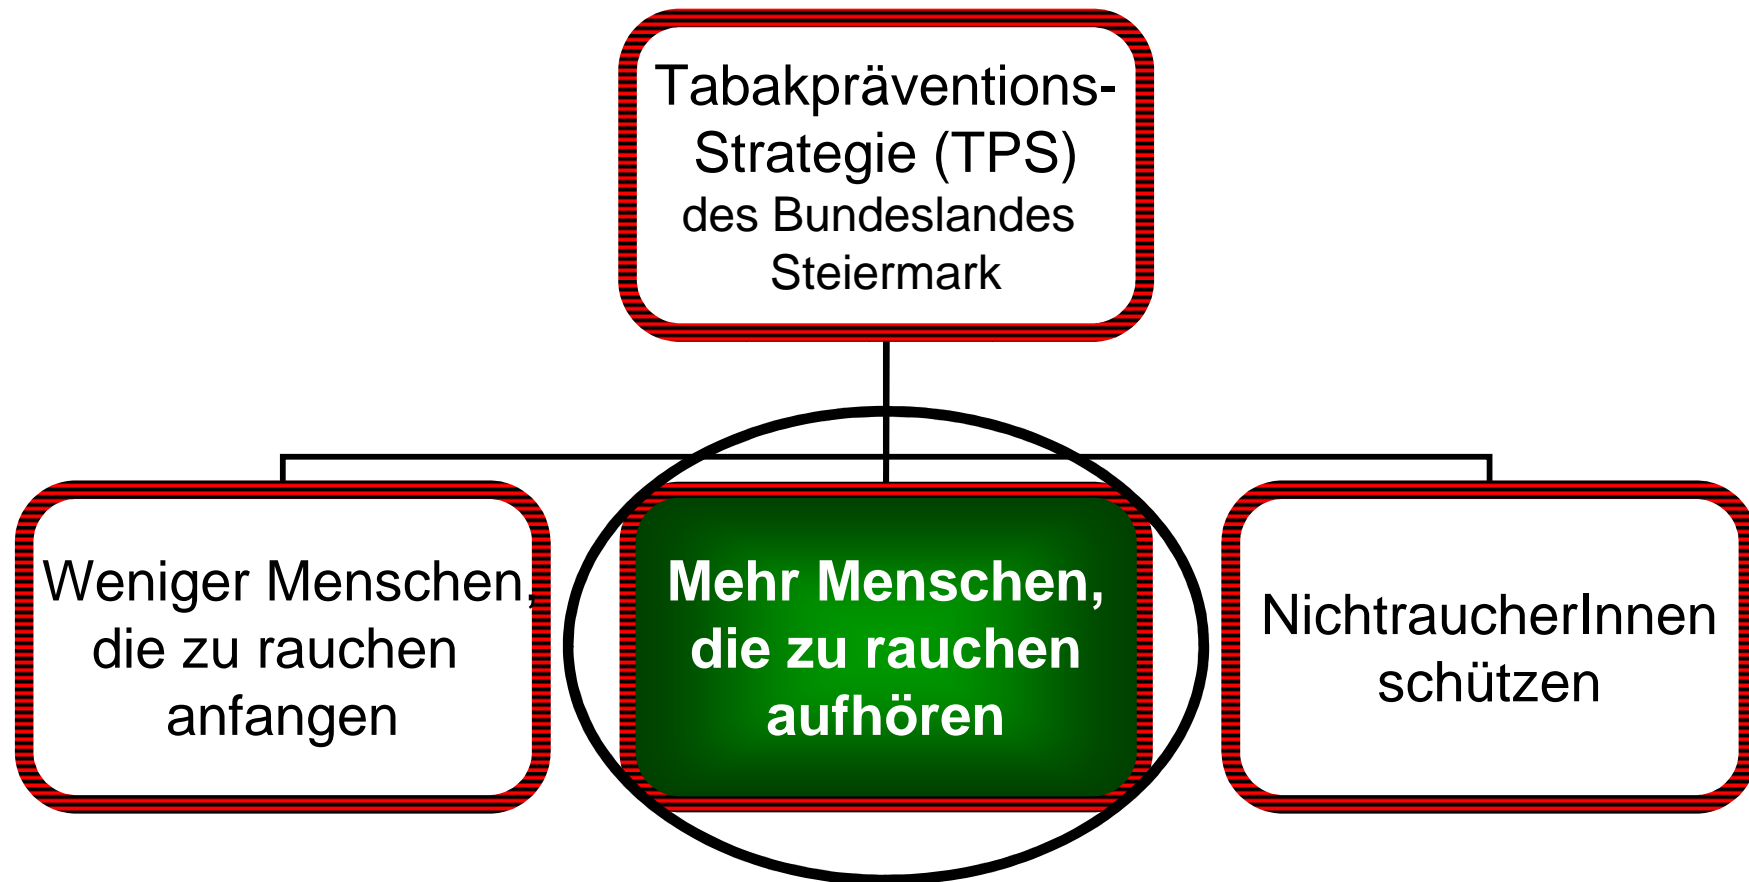 Tabakpräventions-
Strategie (TPS)
des Bundeslandes
Steiermark
Weniger Menschen,
die zu rauchen
anfangen
Mehr Menschen,
die zu rauchen
aufhören
NichtraucherInnen
schützen